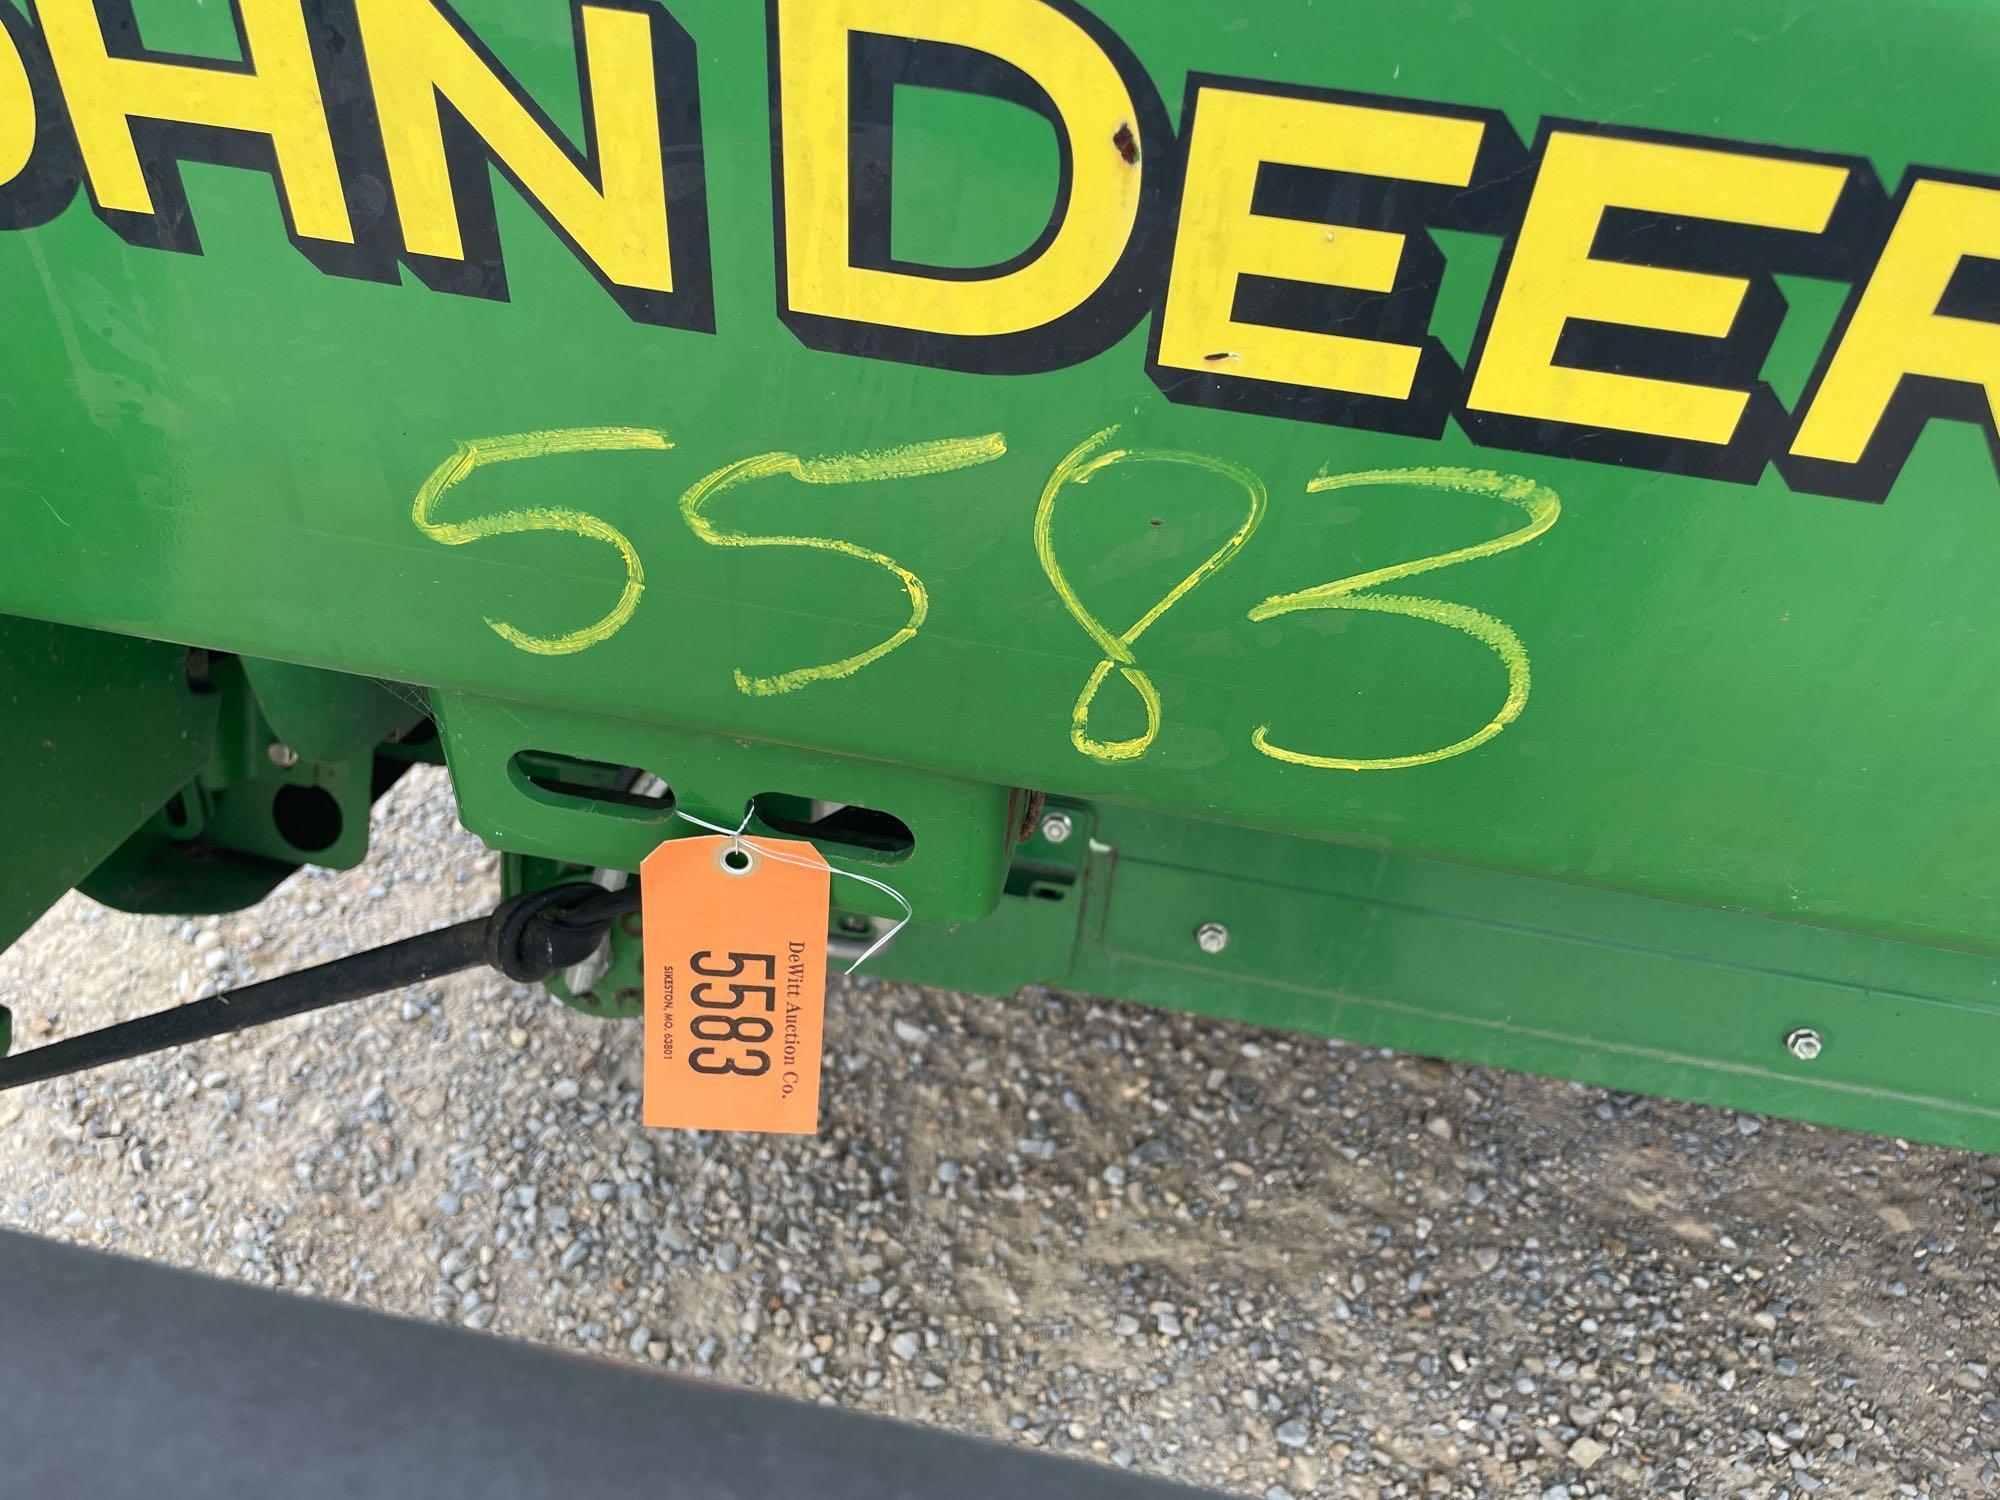 OHN DEER
5583
DeWitt Auction Co.
5583
SIKESTON, MO. 63801